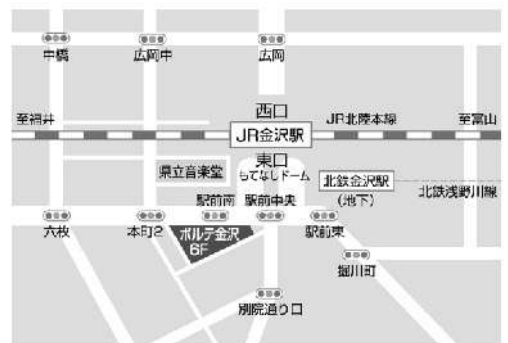 中橋
広岡中
広岡
至福井
西口
JR北陸本線
至富山
JR金沢駅
東口
もてなしドーム
県立音楽堂
北鉄金沢駅
(地下)
北鉄浅野川線
駅前南
駅前中央
六枚
本町2
ポルテ金沢
6F
駅前東
堀川町
別院通り口